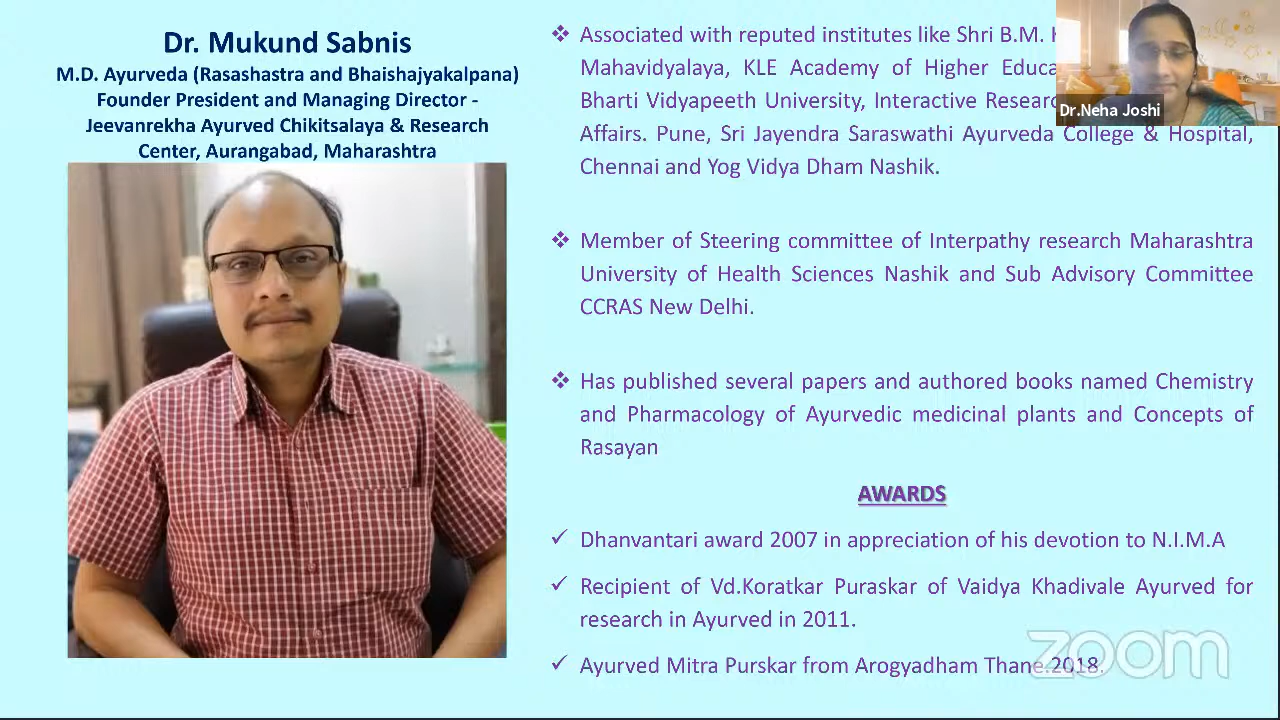 Dr. Mukund Sabnis
M.D. Ayurveda (Rasashastra and Bhaishajyakalpana)
Founder President and Managing Director -
Jeevanrekha Ayurved Chikitsalaya & Research
Center, Aurangabad, Maharashtra
❖ Associated with reputed institutes like Shri B.M.
Mahavidyalaya, KLE Academy of Higher
Bharti Vidyapeeth University, Interactive
Affairs. Pune, Sri Jayendra Saraswathi Ayurveda College & Hospital,
Chennai and Yog Vidya Dham Nashik.
❖ Member of Steering committee of Interpathy research Maharashtra
University of Health Sciences Nashik and Sub Advisory Committee
CCRAS New Delhi.
❖ Has published several papers and authored books named Chemistry
and Pharmacology of Ayurvedic medicinal plants and Concepts of
Rasayan
AWARDS
✓ Dhanvantari award 2007 in appreciation of his devotion to N.I.M.A
✓ Recipient of Vd.Koratkar Puraskar of Vaidya Khadivale Ayurved for
research in Ayurved in 2011.
✓ Ayurved Mitra Purskar from Arogyadham Thane.2018.
Dr.Neha Joshi
zoom